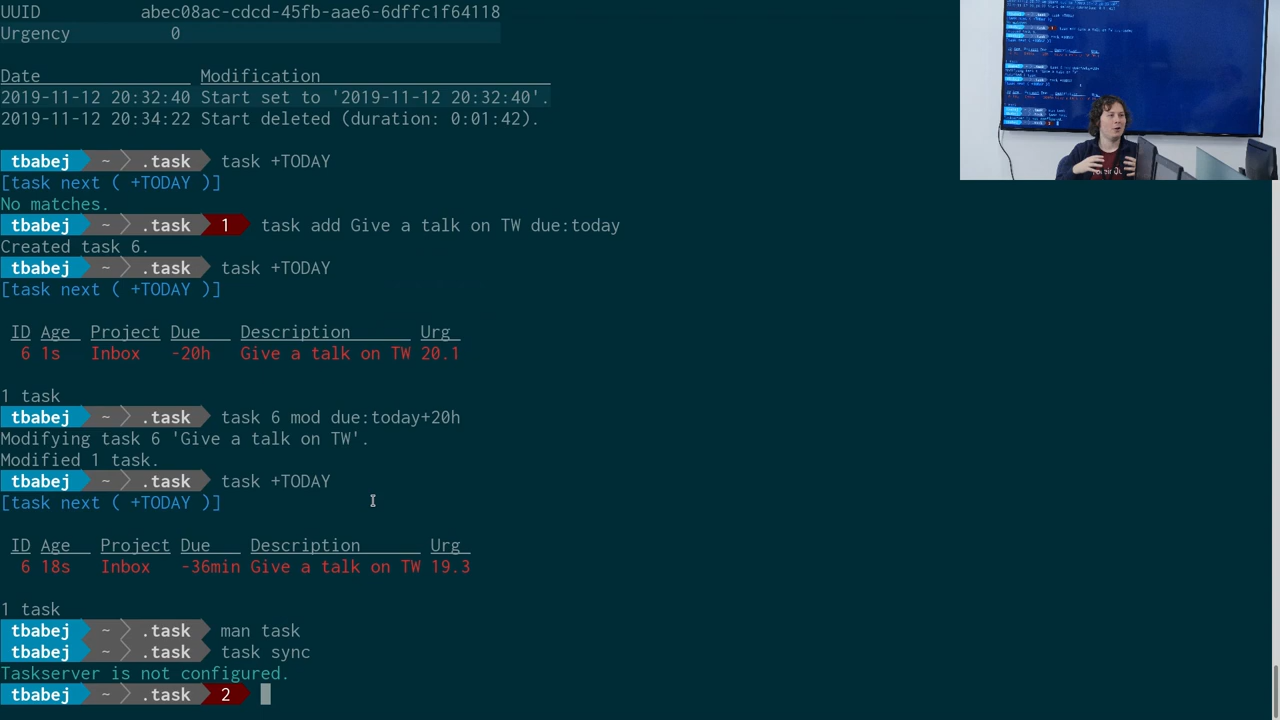 UUID abec08ac-cdcd-45fb-aae6-6dffc1f64118
Urgency 0
Date Modification
2019-11-12 20:32:40 Start set to 9-11-12 20:32:40'.
2019-11-12 20:34:22 Start delete (duration: 0:01:42).
tbabej ~ .task task +TODAY
[task next ( +TODAY )]
No matches.
tbabej ~ .task 1 task add Give a talk on TW due:today
Created task 6.
tbabej ~ .task task +TODAY
[task next ( +TODAY )]
ID Age Project Due Description Urg
6 1s Inbox -20h Give a talk on TW 20.1
1 task
tbabej ~ .task task 6 mod due:today+20h
Modifying task 6 'Give a talk on TW'.
Modified 1 task.
tbabej ~ .task task +TODAY
[task next ( +TODAY )]
ID Age Project Due Description Urg
6 18s Inbox -36min Give a talk on TW 19.3
1 task
tbabej ~ .task man task
tbabej ~ .task task sync
Taskserver is not configured.
tbabej ~ .task 2